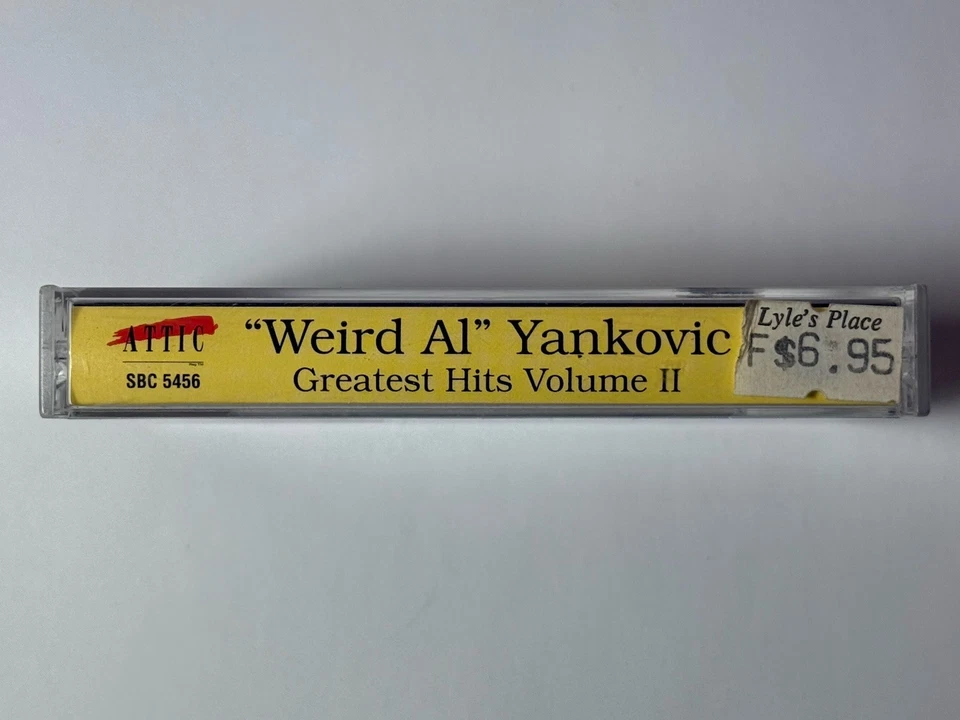 ATTIC
SBC 5456
“Weird Al” Yankovic
Greatest Hits Volume II
Lyle's Place
F $6.95